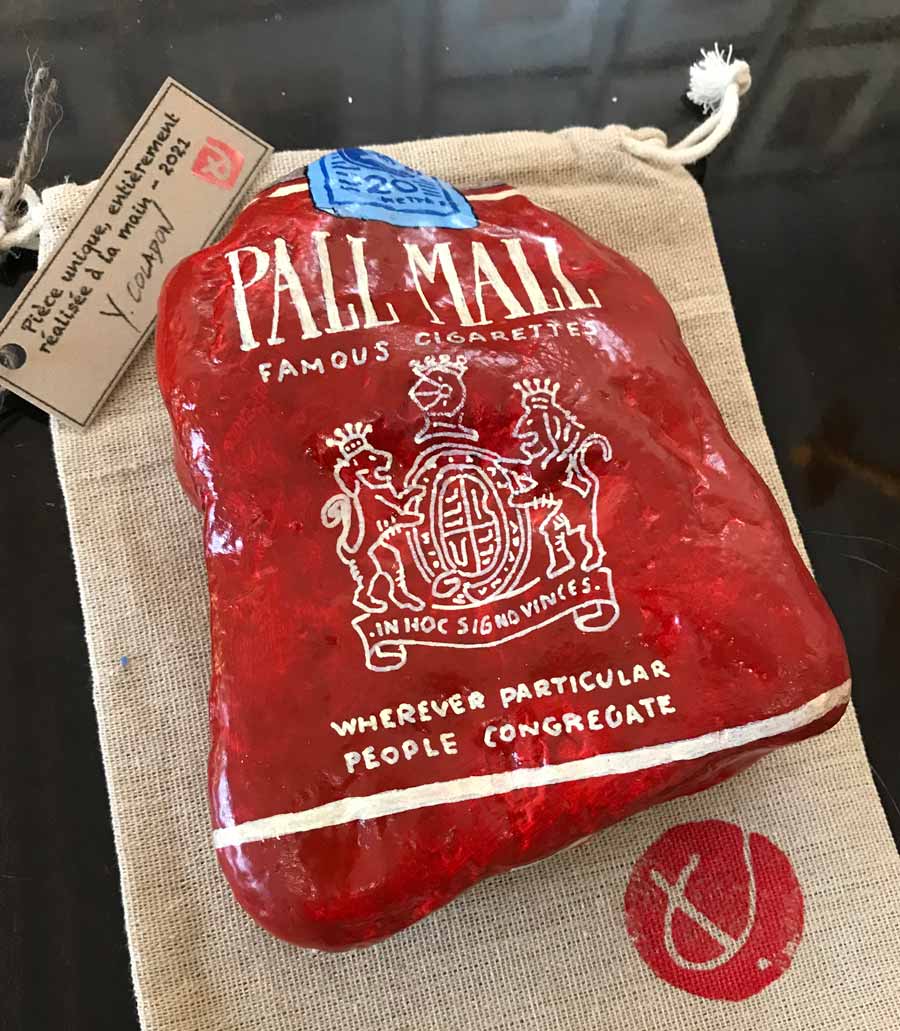 Pièce unique, entièrement
réalisée à la main - 2021
Y. COLADON
20
PALL MALL
FAMOUS CIGARETTES
.IN HOC SIGNO VINCES.
WHEREVER PARTICULAR
PEOPLE CONGREGATE